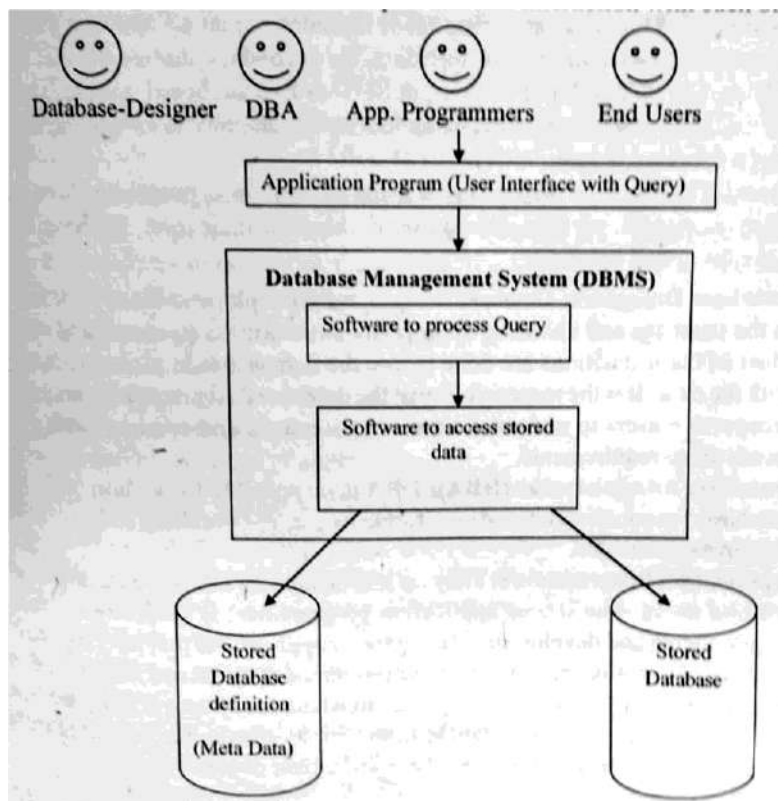 Database-Designer DBA App. Programmers End Users
Application Program (User Interface with Query)
Database Management System (DBMS)
Software to process Query
Software to access stored
data
Stored
Database
definition
(Meta Data)
Stored
Database